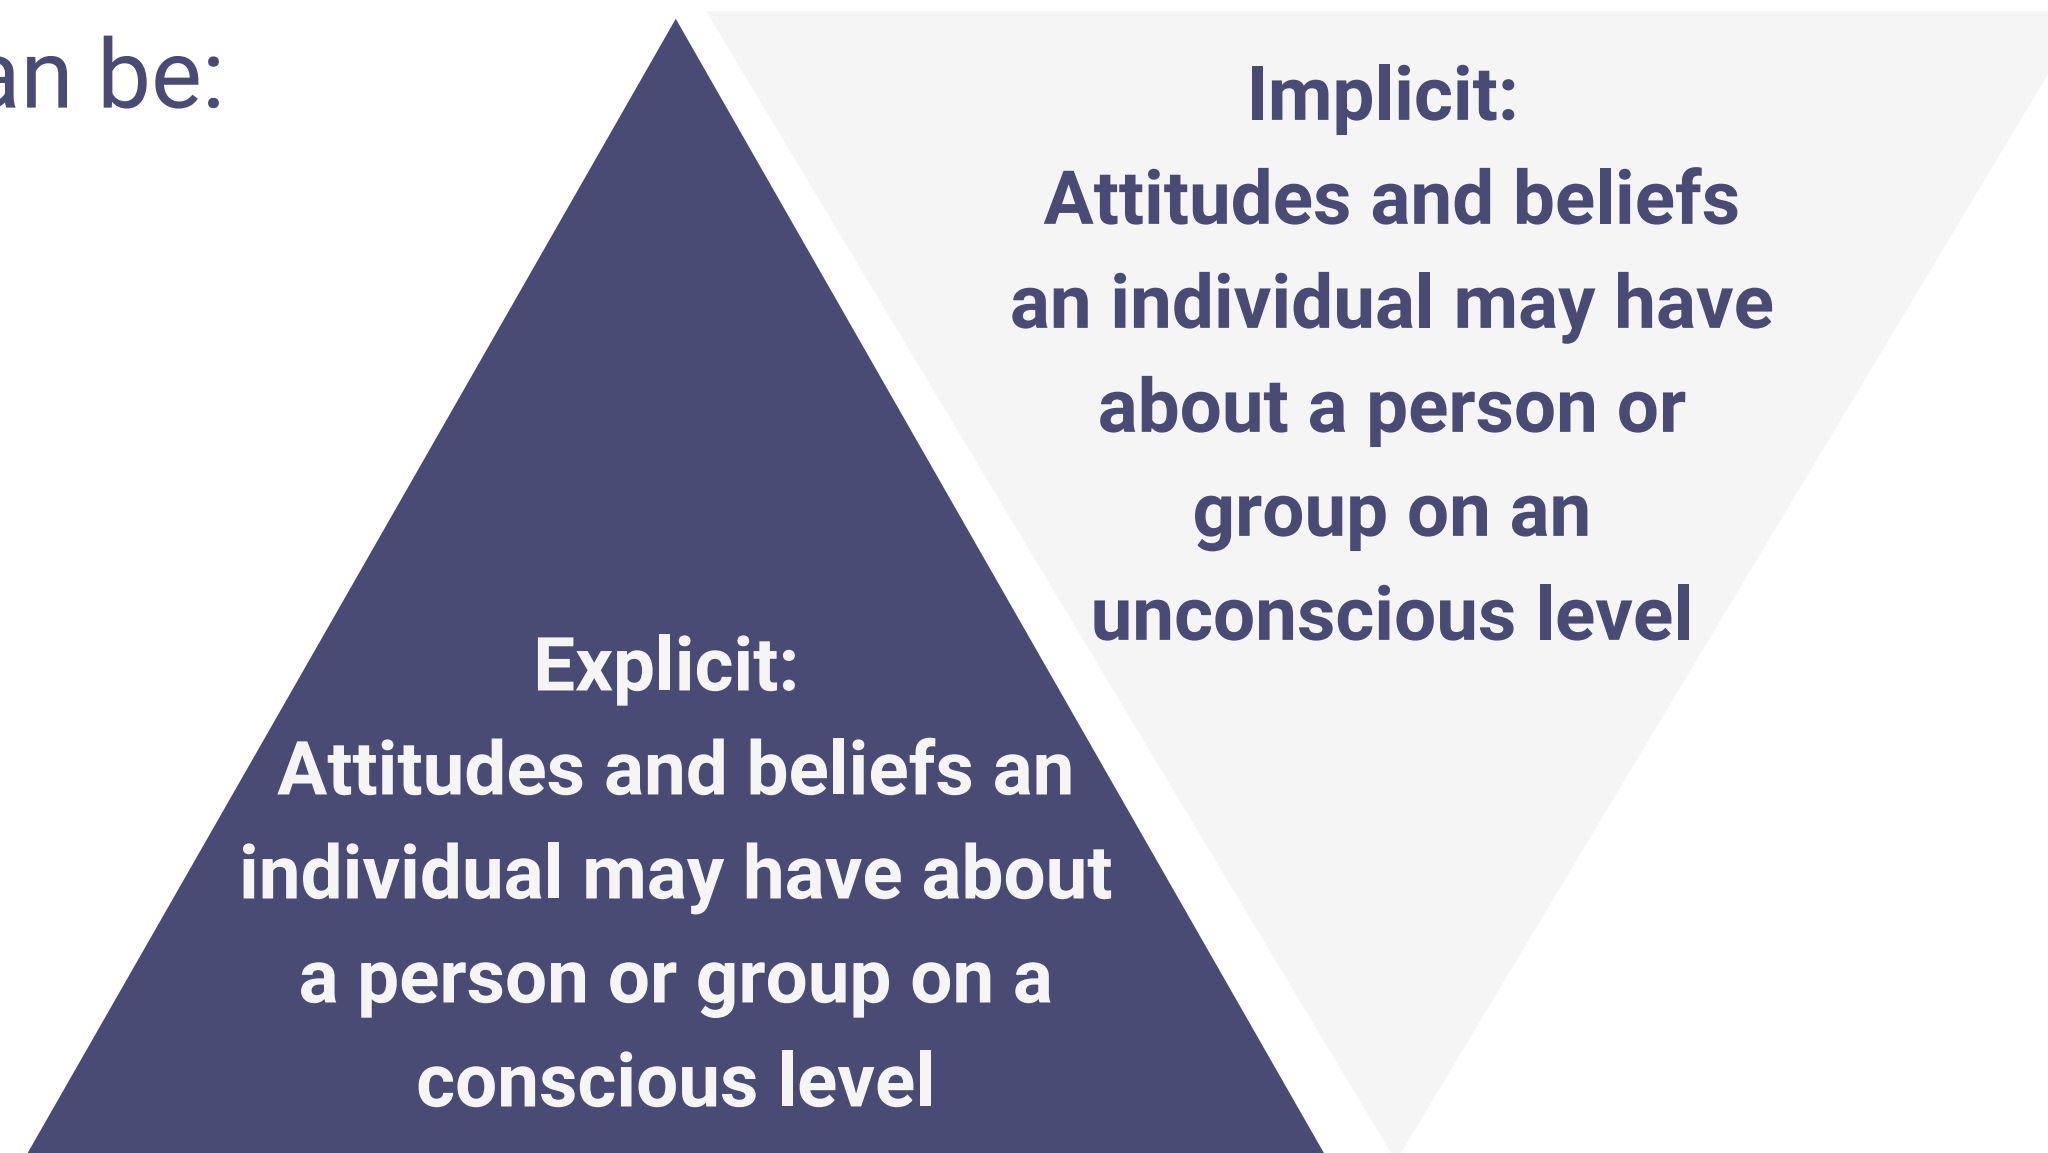 an be:
Implicit:
Attitudes and beliefs
an individual may have
about a person or
group on an
unconscious level
Explicit:
Attitudes and beliefs an
individual may have about
a person or group on a
conscious level